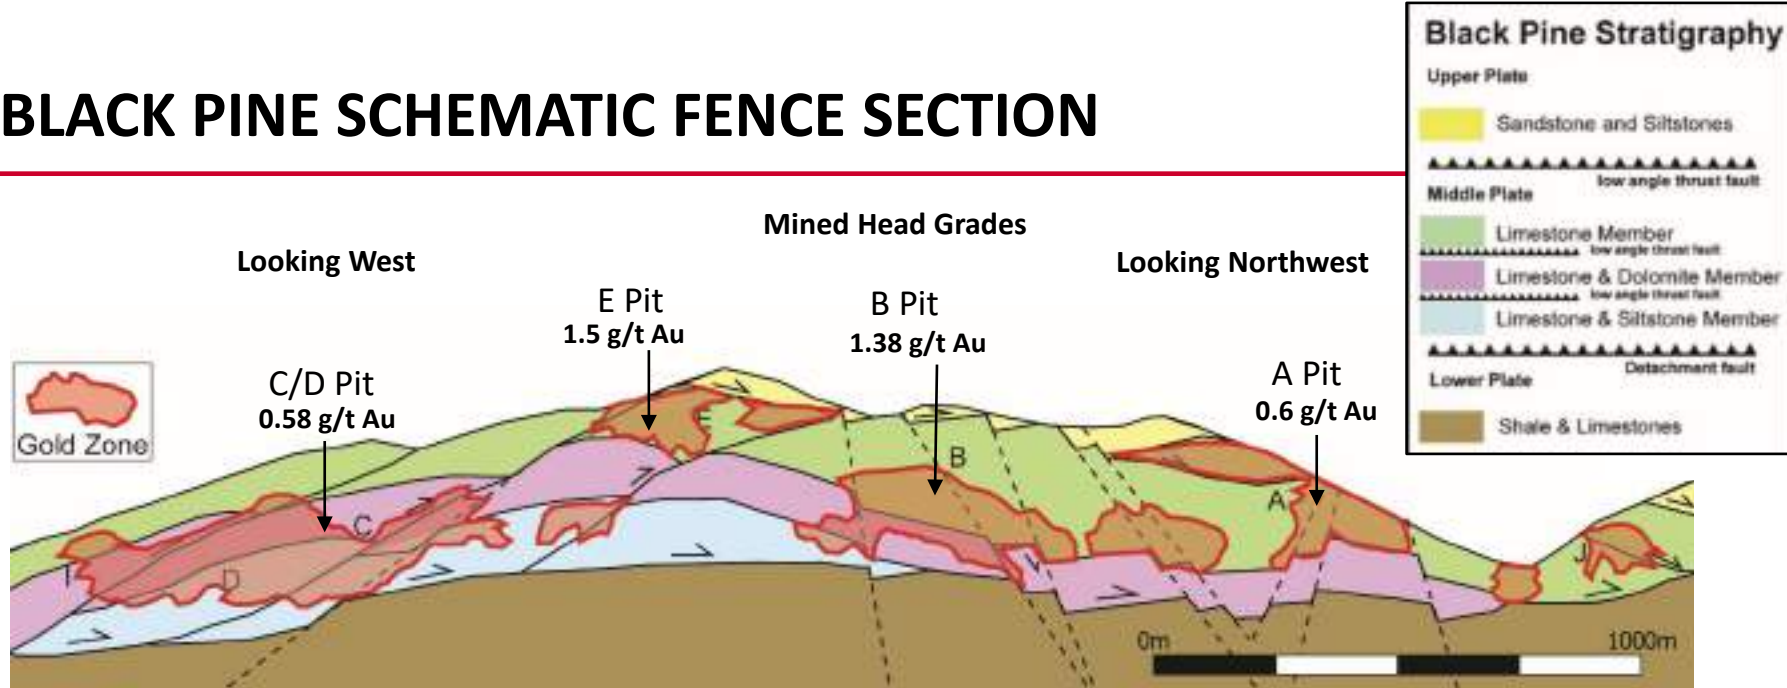 BLACK PINE SCHEMATIC FENCE SECTION
Black Pine Stratigraphy
Upper Plate
Sandstone and Siltstones
low angle thrust fault
Middle Plate
Limestone Member
low angle thrust fault
Limestone & Dolomite Member
low angle thrust fault
Limestone & Siltstone Member
Detachment fault
Lower Plate
Shale & Limestones
Mined Head Grades
Looking West
Looking Northwest
E Pit
1.5 g/t Au
B Pit
1.38 g/t Au
C/D Pit
0.58 g/t Au
A Pit
0.6 g/t Au
Gold Zone
B
A
C
D
I
J
0m
1000m